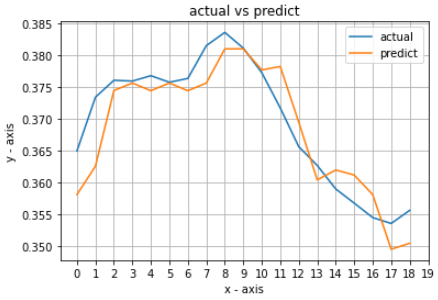 actual vs predict
actual
predict
y - axis
0.385
0.380
0.375
0.370
0.365
0.360
0.355
0.350
0 1 2 3 4 5 6 7 8 9 10 11 12 13 14 15 16 17 18 19
x - axis